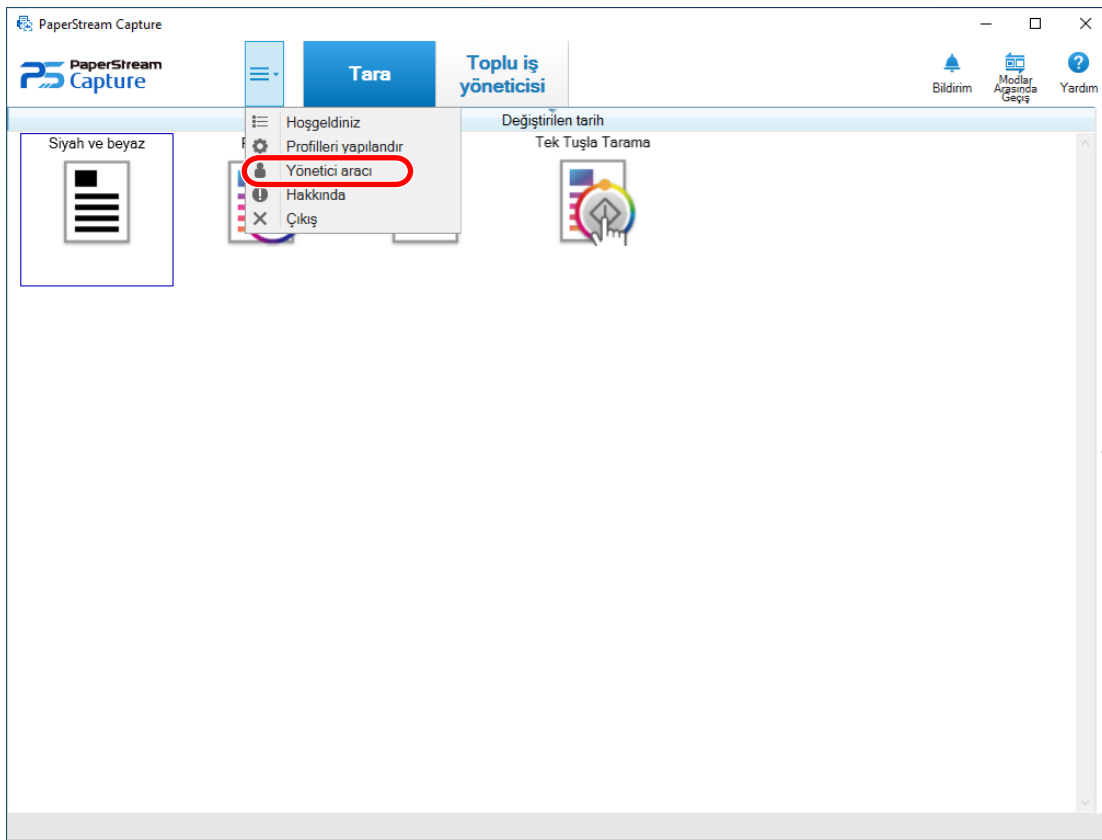 PaperStream Capture
PaperStream
Capture
Tara
Toplu iş
yöneticisi
Bildirim
Modlar
Arasında
Geçiş
Yardım
Değiştirilen tarih
Hoşgeldiniz
Profilleri yapılandır
Yönetici aracı
Hakkında
Çıkış
Siyah ve beyaz
Tek Tuşla Tarama